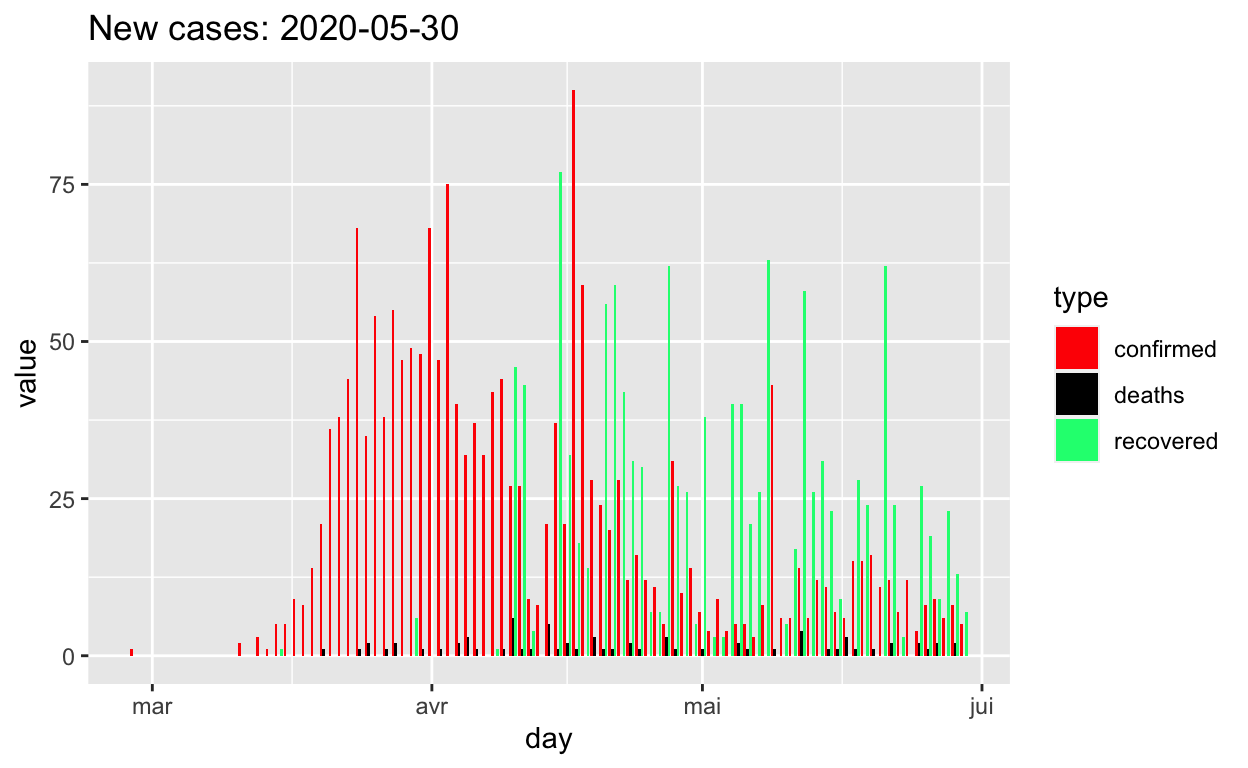 New cases: 2020-05-30
75
50
25
0
value
mar avr mai jui
day
type
confirmed
deaths
recovered